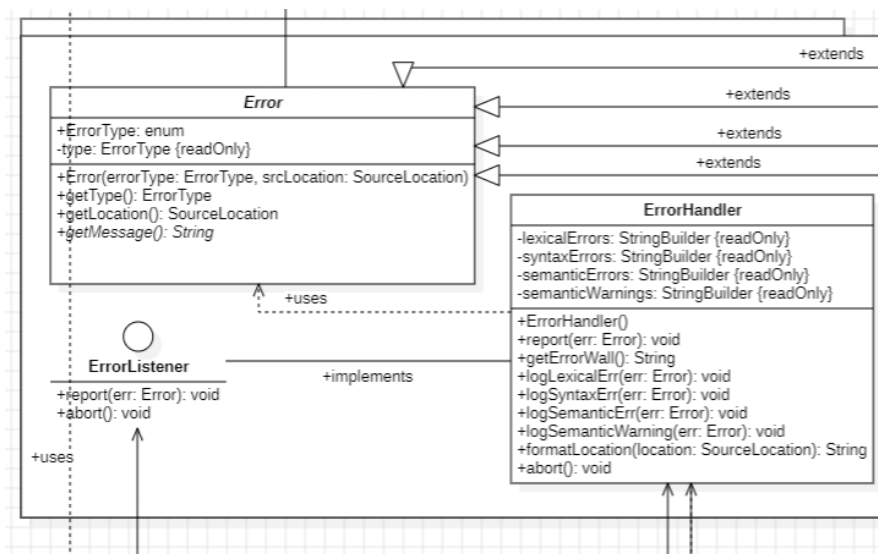 +extends
+extends
+extends
+extends
Error
+ErrorType: enum
-type: ErrorType {readOnly}
+Error(errorType: ErrorType, srcLocation: SourceLocation)
+getType(): ErrorType
+getLocation(): SourceLocation
+getMessage(): String
ErrorHandler
-lexicalErrors: StringBuilder {readOnly}
-syntaxErrors: StringBuilder {readOnly}
-semanticErrors: StringBuilder {readOnly}
-semanticWarnings: StringBuilder {readOnly}
+ErrorHandler()
+report(err: Error): void
+getErrorWall(): String
+logLexicalErr(err: Error): void
+logSyntaxErr(err: Error): void
+logSemanticErr(err: Error): void
+logSemanticWarning(err: Error): void
+formatLocation(location: SourceLocation): String
+abort(): void
+uses
ErrorListener
+report(err: Error): void
+abort(): void
+implements
+uses